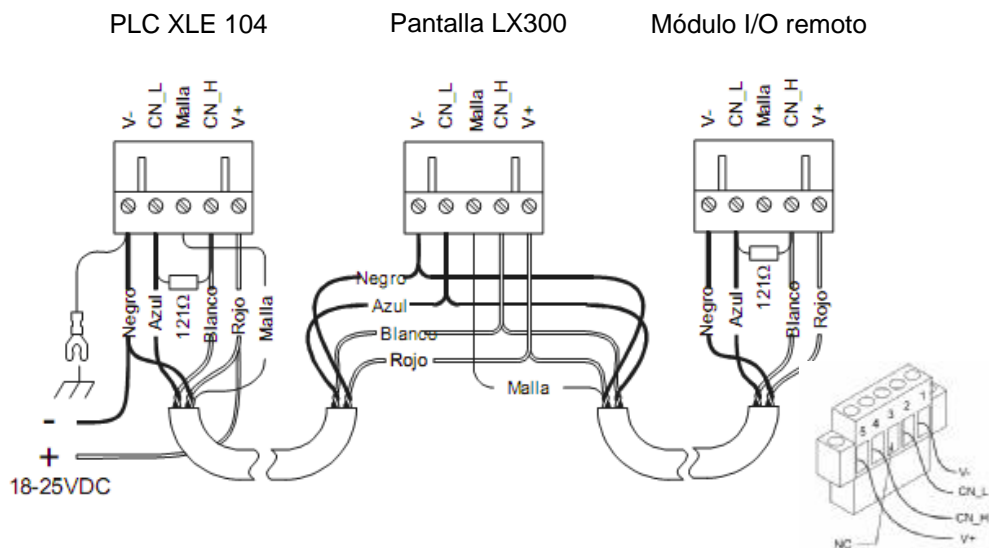 PLC XLE 104
Pantalla LX300
Módulo I/O remoto
V-
CN_L
Malla
CN_H
V+
V-
CN_L
Malla
CN_H
V+
V-
CN_L
Malla
CN_H
V+
Negro
Azul
121Ω
Blanco
Rojo
Malla
Negro
Azul
Blanco
Rojo
Malla
Negro
Azul
121Ω
Blanco
Rojo
-
+
18-25VDC
5 4 3 2 1
V-
CN_L
CN_H
V+
NC